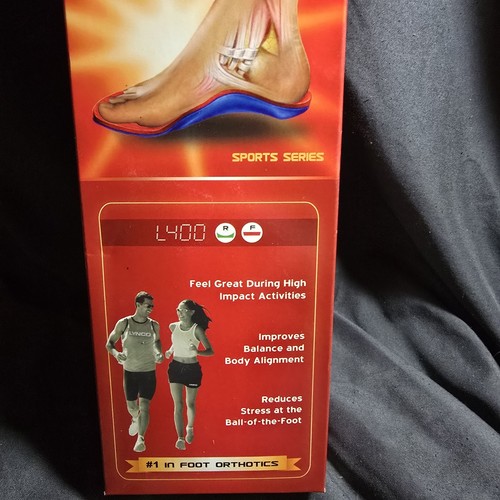 SPORTS SERIES
L400 R F
Feel Great During High
Impact Activities
LYNCO
Improves
Balance and
Body Alignment
Reduces
Stress at the
Ball-of-the-Foot
#1 IN FOOT ORTHOTICS